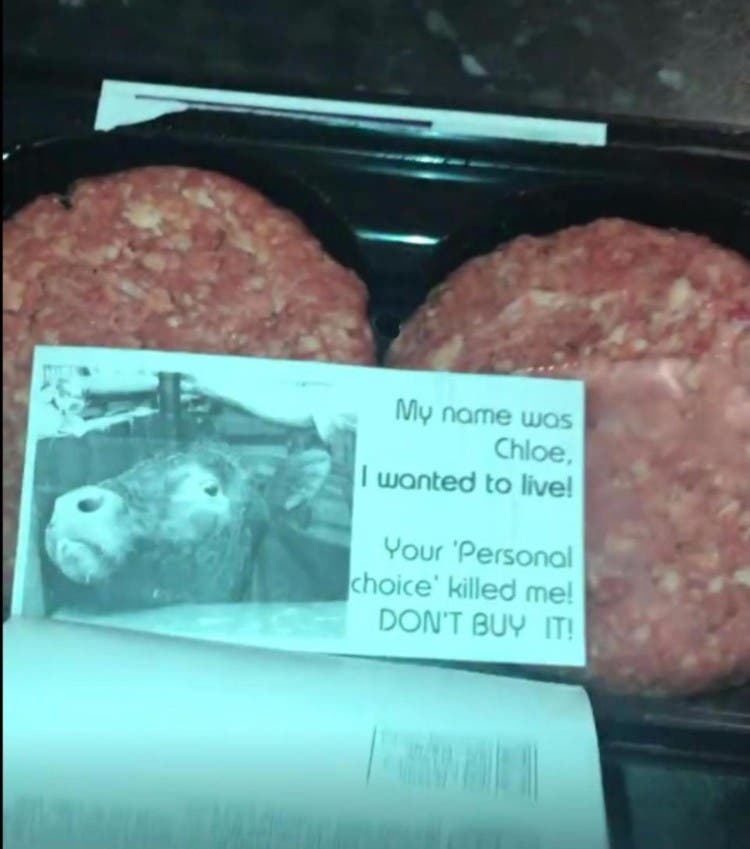 My name was
Chloe,
I wanted to live!
Your 'Personal
choice' killed me!
DON'T BUY IT!